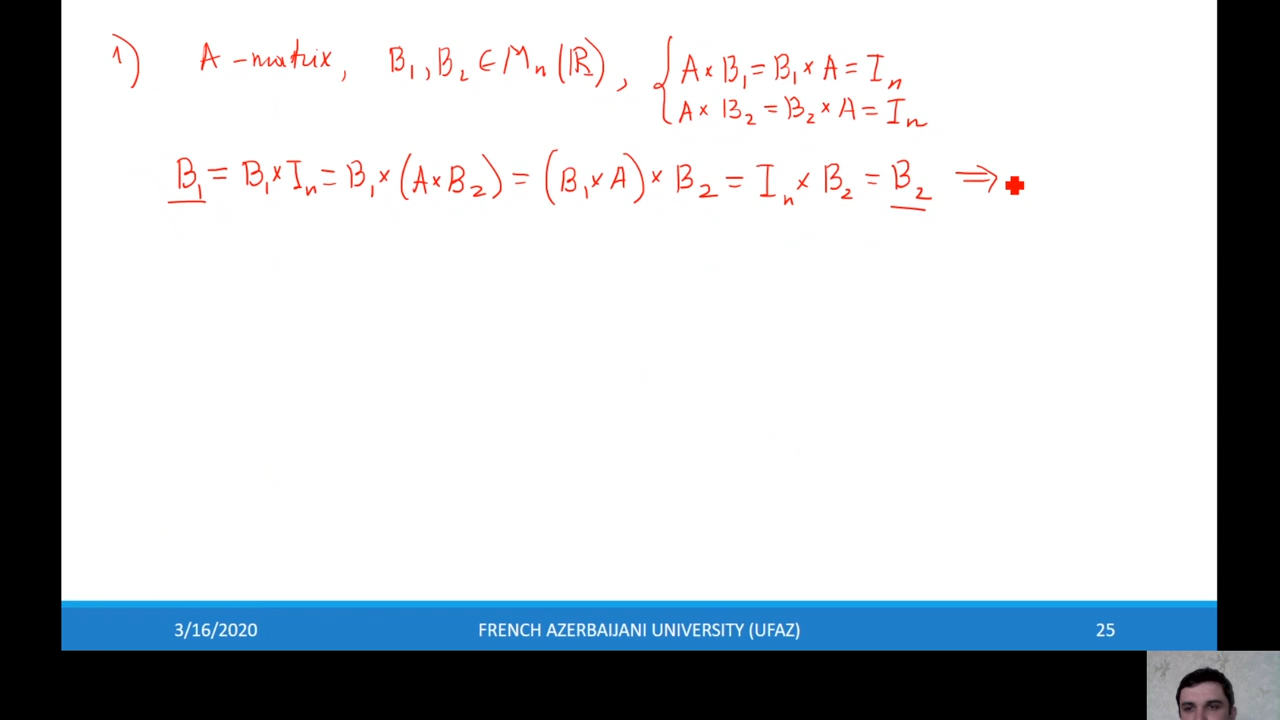 1) A - matrix, B₁, B₂ ∈ Mₙ(ℝ), { A × B₁ = B₁ × A = Iₙ
A × B₂ = B₂ × A = Iₙ
B₁ = B₁ × Iₙ = B₁ × (A × B₂) = (B₁ × A) × B₂ = Iₙ × B₂ = B₂ ⟹
3/16/2020 FRENCH AZERBAIJANI UNIVERSITY (UFAZ) 25